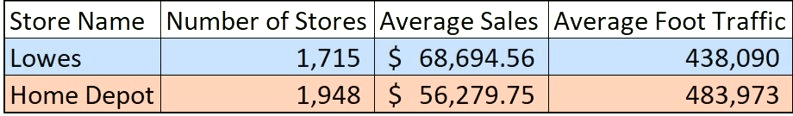 Store Name Number of Stores Average Sales Average Foot Traffic
Lowes 1,715 $ 68,694.56 438,090
Home Depot 1,948 $ 56,279.75 483,973